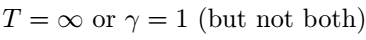 T = ∞ or γ = 1 (but not both)